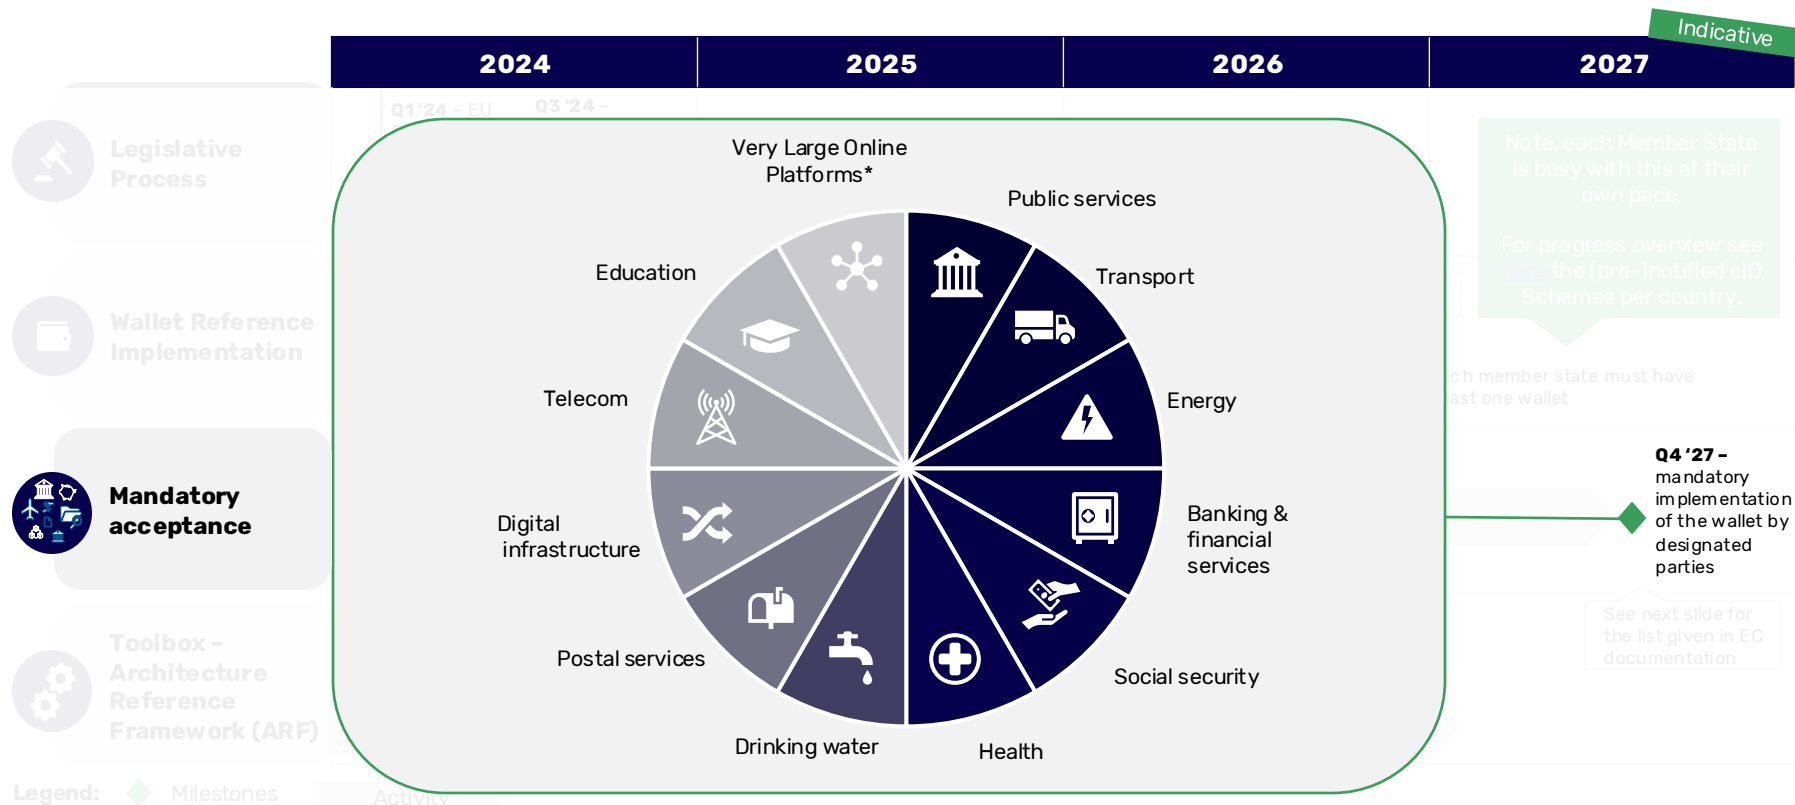 Indicative
2024
2025
2026
2027
Q1 ‘24 – EU
Q3 ‘24 –
Legislative
Process
Note, each Member State
is busy with this at their
own pace.
For progress overview see
the (pre-)notified eID
Schemes per country.
Wallet Reference
Implementation
ach member state must have
east one wallet
Mandatory
acceptance
Very Large Online
Platforms*
Public services
Education
Transport
Telecom
Energy
Digital
infrastructure
Banking &
financial
services
Postal services
Social security
Drinking water
Health
Q4 ‘27 –
mandatory
implementation
of the wallet by
designated
parties
See next slide for
the list given in EC
documentation
Toolbox –
Architecture
Reference
Framework (ARF)
Legend:
Milestones
Activity